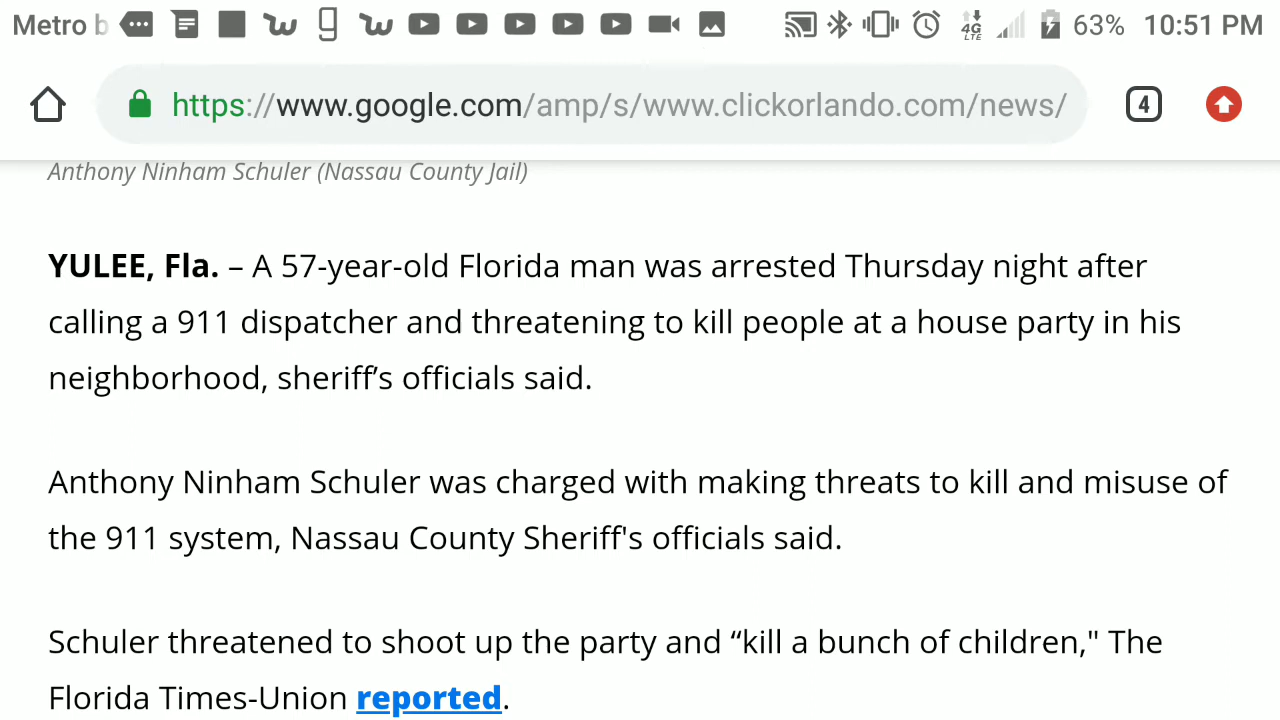 Metro b 4G LTE 63% 10:51 PM
https://www.google.com/amp/s/www.clickorlando.com/news/ 4
Anthony Ninham Schuler (Nassau County Jail)
YULEE, Fla. – A 57-year-old Florida man was arrested Thursday night after
calling a 911 dispatcher and threatening to kill people at a house party in his
neighborhood, sheriff’s officials said.
Anthony Ninham Schuler was charged with making threats to kill and misuse of
the 911 system, Nassau County Sheriff's officials said.
Schuler threatened to shoot up the party and “kill a bunch of children," The
Florida Times-Union reported.